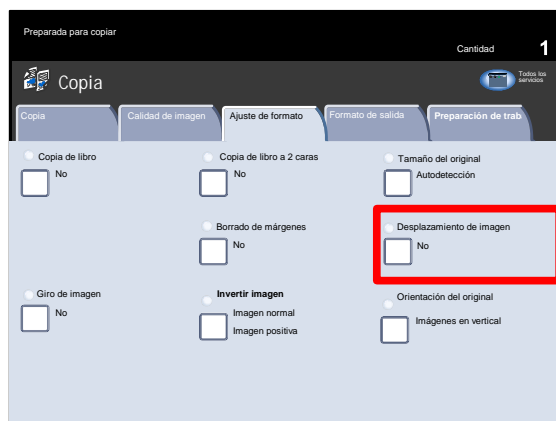 Preparada para copiar
Cantidad 1
Copia
Todos los
servicios
Copia Calidad de imagen Ajuste de formato Formato de salida Preparación de trab
Copia de libro Copia de libro a 2 caras Tamaño del original
No No Autodetección
Borrado de márgenes Desplazamiento de imagen
No No
Giro de imagen Invertir imagen Orientación del original
No Imagen normal Imágenes en vertical
Imagen positiva